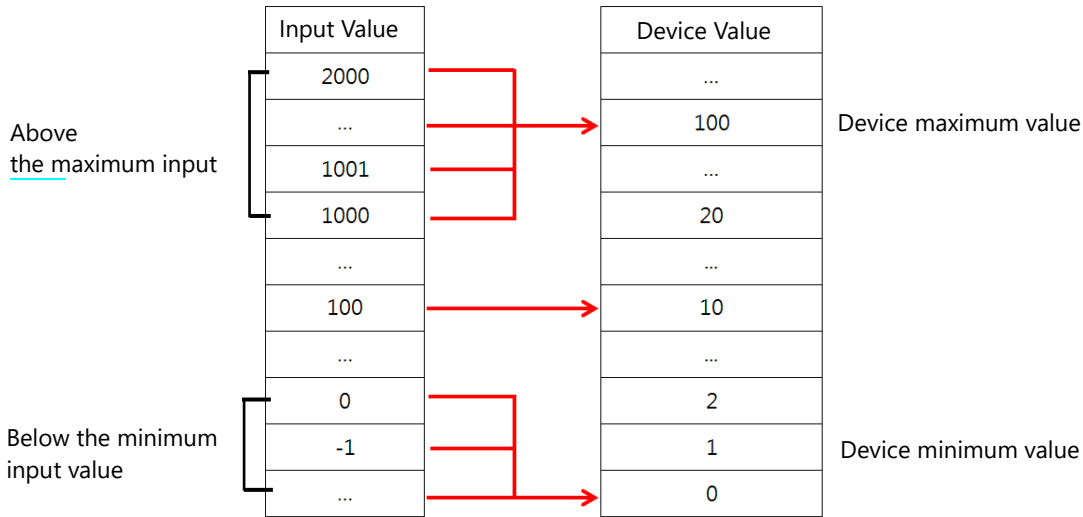 Input Value
Device Value
2000
...
...
100
Device maximum value
Above
the maximum input
1001
...
1000
20
...
...
100
10
...
...
0
2
Below the minimum
input value
-1
1
Device minimum value
...
0